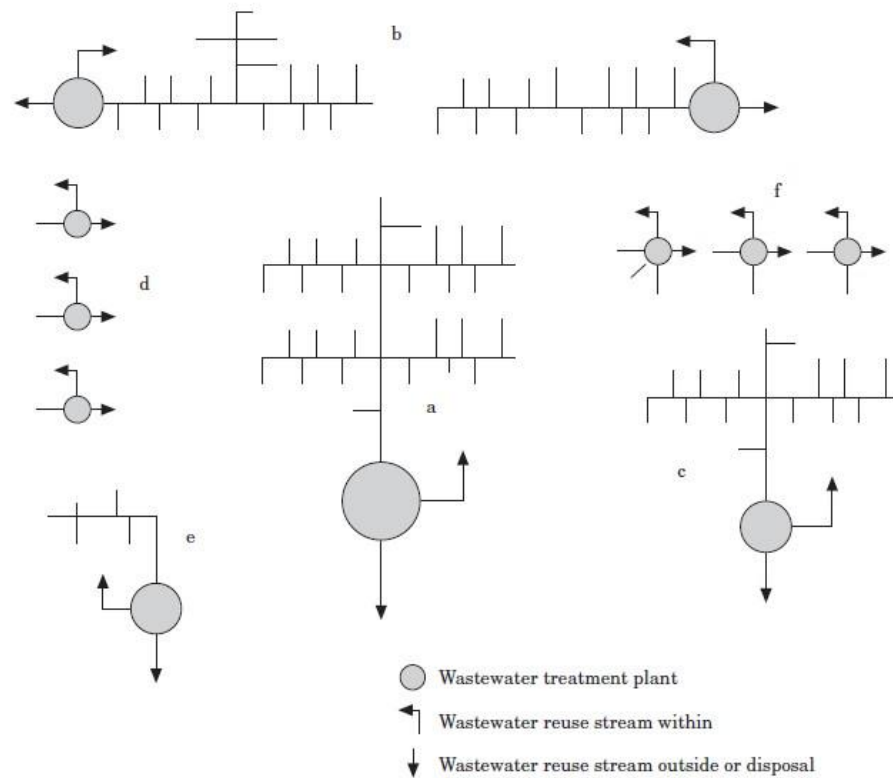 b
f
d
a
c
e
Wastewater treatment plant
Wastewater reuse stream within
Wastewater reuse stream outside or disposal